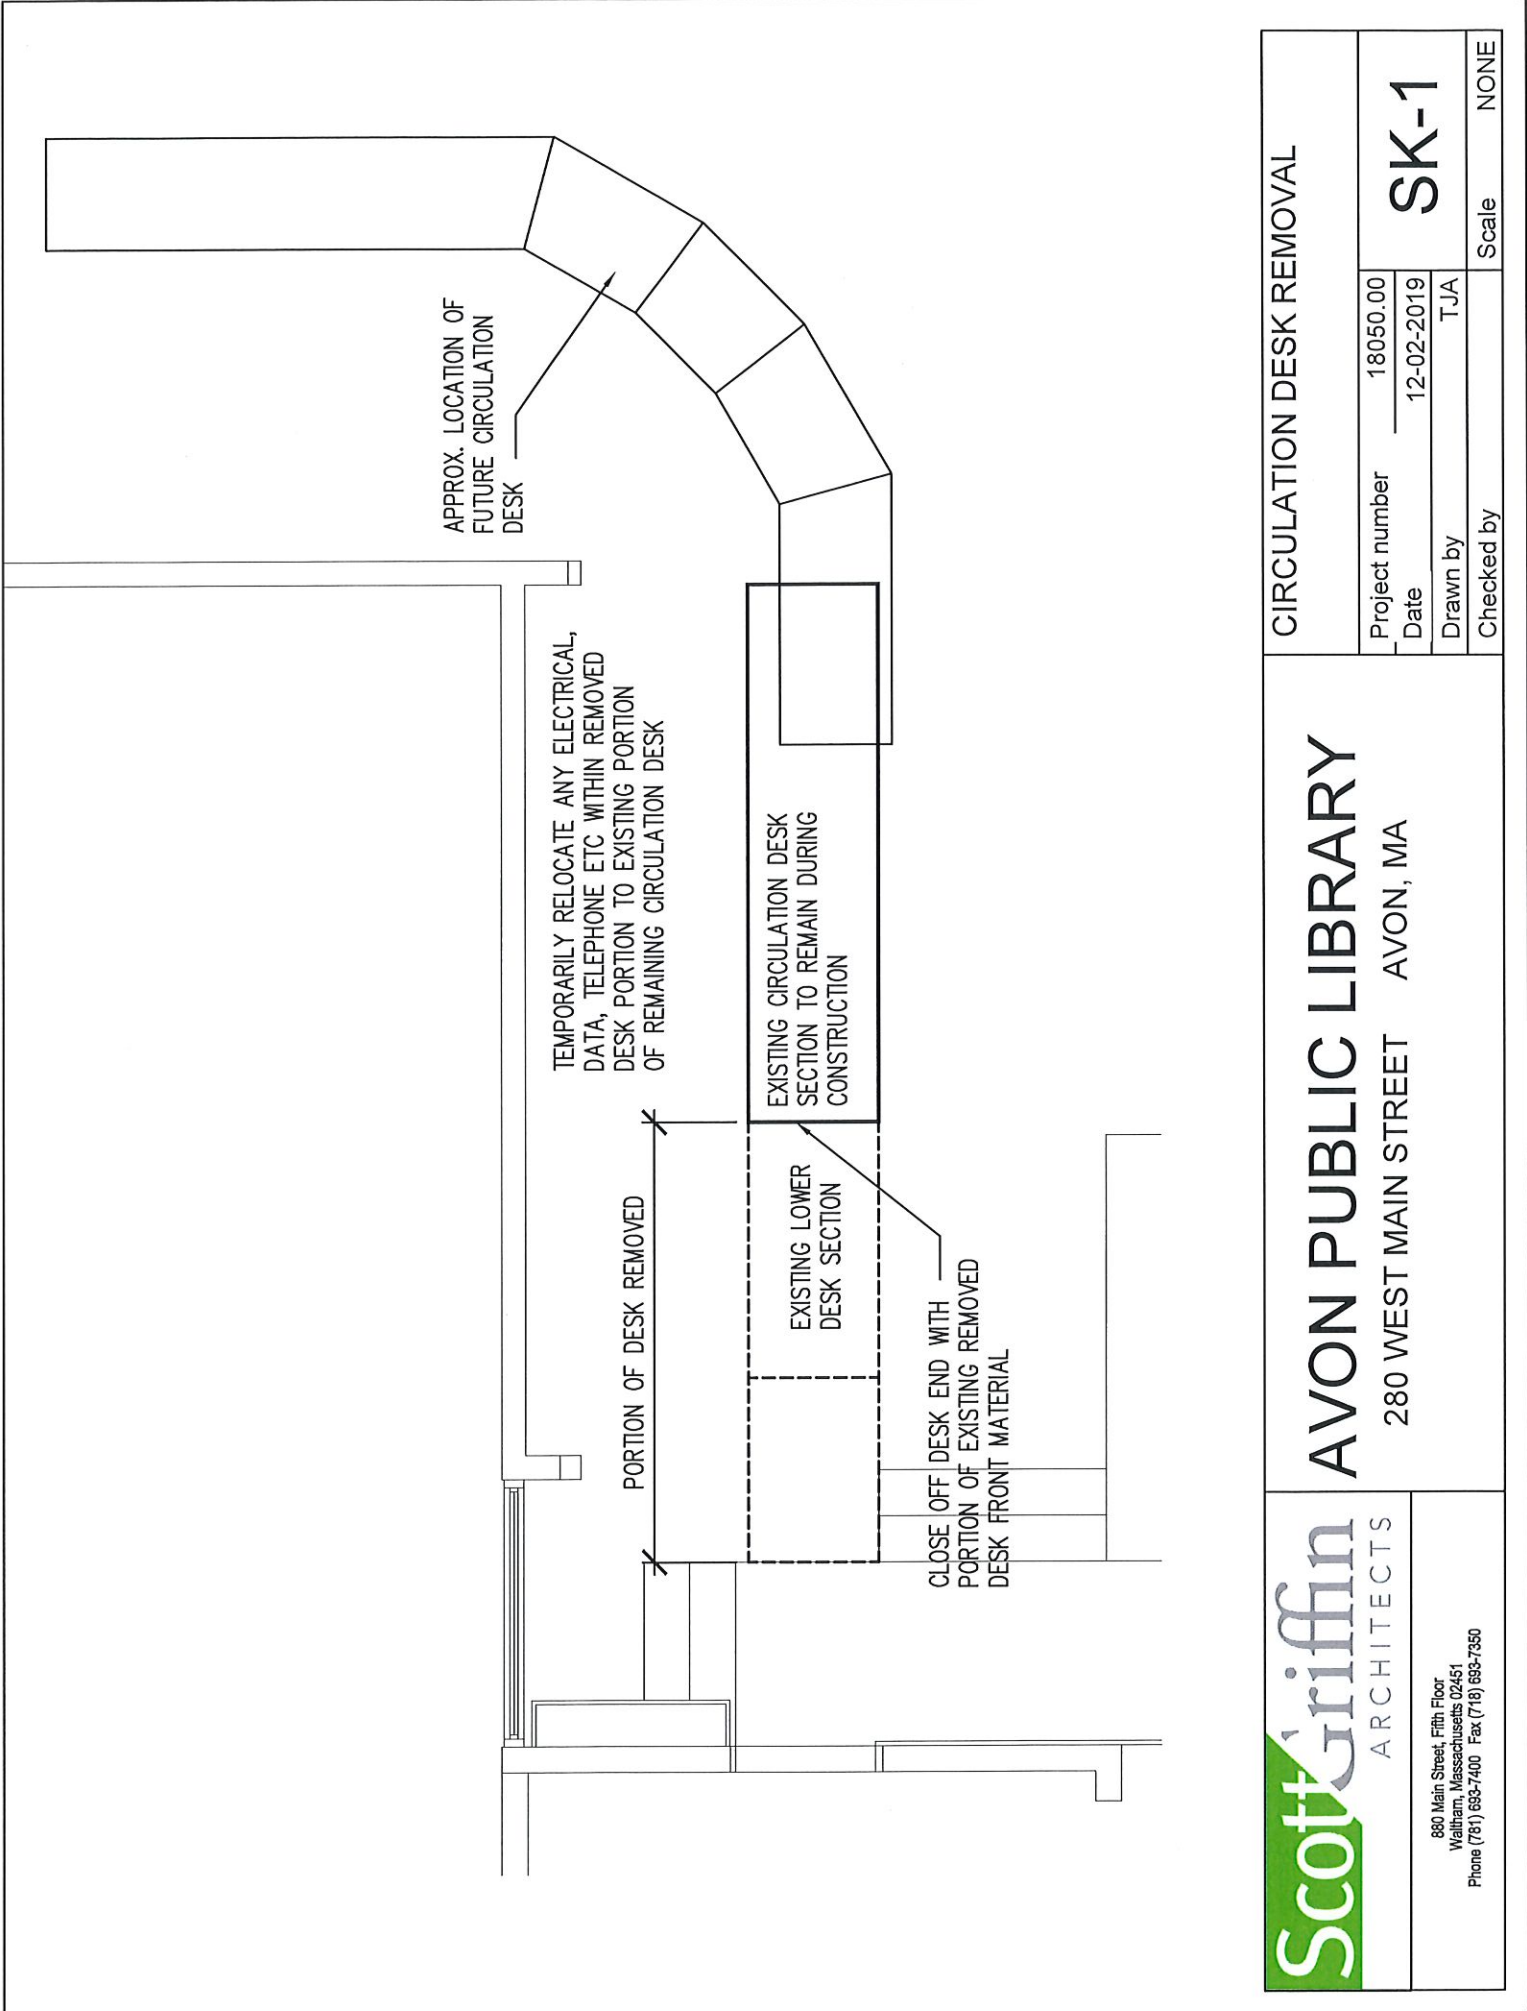 APPROX. LOCATION OF
FUTURE CIRCULATION
DESK
TEMPORARILY RELOCATE ANY ELECTRICAL,
DATA, TELEPHONE ETC WITHIN REMOVED
DESK PORTION TO EXISTING PORTION
OF REMAINING CIRCULATION DESK
PORTION OF DESK REMOVED
EXISTING LOWER
DESK SECTION
EXISTING CIRCULATION DESK
SECTION TO REMAIN DURING
CONSTRUCTION
CLOSE OFF DESK END WITH
PORTION OF EXISTING REMOVED
DESK FRONT MATERIAL
Scott Griffin
ARCHITECTS
880 Main Street, Fifth Floor
Waltham, Massachusetts 02451
Phone (781) 693-7400 Fax (718) 693-7350
AVON PUBLIC LIBRARY
280 WEST MAIN STREET AVON, MA
CIRCULATION DESK REMOVAL
Project number 18050.00
Date 12-02-2019
Drawn by TJA
Checked by
SK-1
Scale NONE